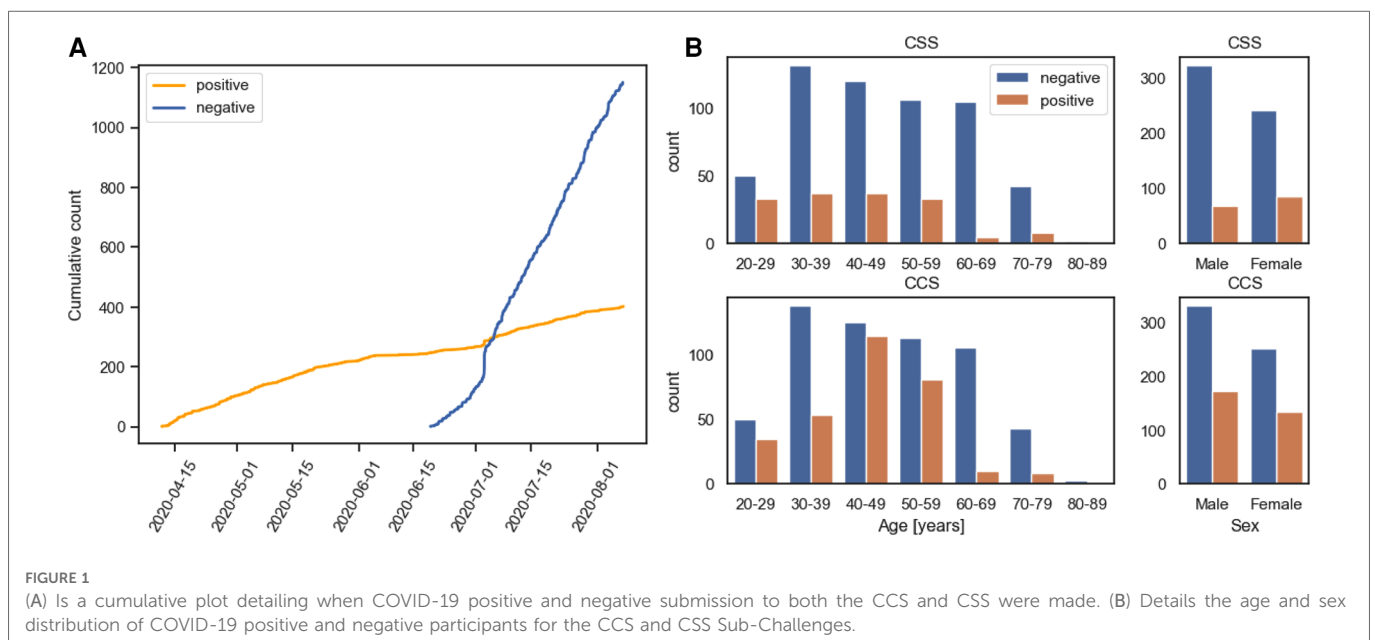 A
1200
1000
800
600
400
200
0
Cumulative count
positive
negative
2020-04-15
2020-05-01
2020-05-15
2020-06-01
2020-06-15
2020-07-01
2020-07-15
2020-08-01
B
CSS
count
100
50
0
negative
positive
20-29 30-39 40-49 50-59 60-69 70-79 80-89
CSS
300
200
100
0
Male Female
CCS
count
100
50
0
20-29 30-39 40-49 50-59 60-69 70-79 80-89
Age [years]
CCS
300
200
100
0
Male Female
Sex
FIGURE 1
(A) Is a cumulative plot detailing when COVID-19 positive and negative submission to both the CCS and CSS were made. (B) Details the age and sex
distribution of COVID-19 positive and negative participants for the CCS and CSS Sub-Challenges.